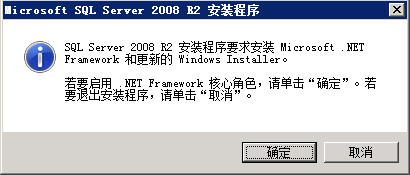 Microsoft SQL Server 2008 R2 安装程序
SQL Server 2008 R2 安装程序要求安装 Microsoft .NET
Framework 和更新的 Windows Installer。
若要启用 .NET Framework 核心角色，请单击“确定”。若
要退出安装程序，请单击“取消”。
确定
取消